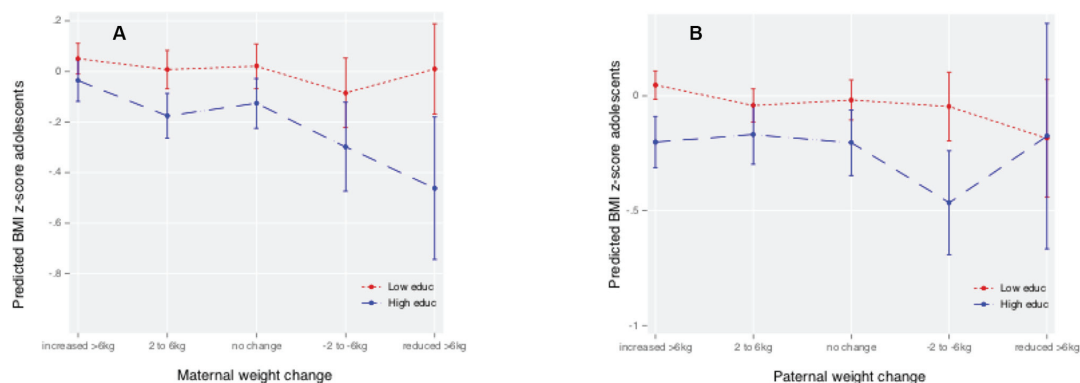 A
Predicted BMI z-score adolescents
.2
0
-.2
-.4
-.6
-.8
Low educ
High educ
increased >6kg
2 to 6kg
no change
-2 to -6kg
reduced >6kg
Maternal weight change
B
Predicted BMI z-score adolescents
0
-.5
-1
Low educ
High educ
increased >6kg
2 to 6kg
no change
-2 to -6kg
reduced >6kg
Paternal weight change